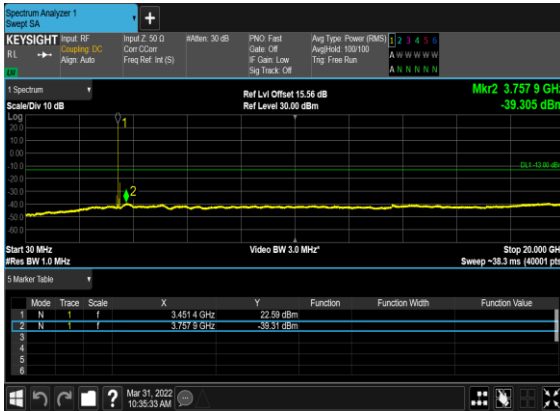 Spectrum Analyzer 1
Swept SA
+
KEYSIGHT Input: RF Input Z: 50 Ω #Atten: 30 dB PNO: Fast Avg Type: Power (RMS) 1 2 3 4 5 6
RL Coupling: DC Corr CCorr Gate: Off Avg|Hold: 100/100 A W W W W W
Align: Auto Freq Ref: Int (S) IF Gain: Low Trig: Free Run
Sig Track: Off A N N N N N
1 Spectrum Ref Lvl Offset 15.56 dB Mkr2 3.757 9 GHz
Scale/Div 10 dB Ref Level 30.00 dBm -39.305 dBm
Log
20.0
10.0
0.00
-10.0
-20.0
-30.0
-40.0
-50.0
-60.0
1
DL1 -13.00 dBm
2
Start 30 MHz Video BW 3.0 MHz* Stop 20.000 GHz
#Res BW 1.0 MHz Sweep ~38.3 ms (40001 pts)
5 Marker Table
Mode Trace Scale X Y Function Function Width Function Value
1 N 1 f 3.451 4 GHz 22.59 dBm
2 N 1 f 3.757 9 GHz -39.31 dBm
3
4
5
6
? Mar 31, 2022
10:35:33 AM